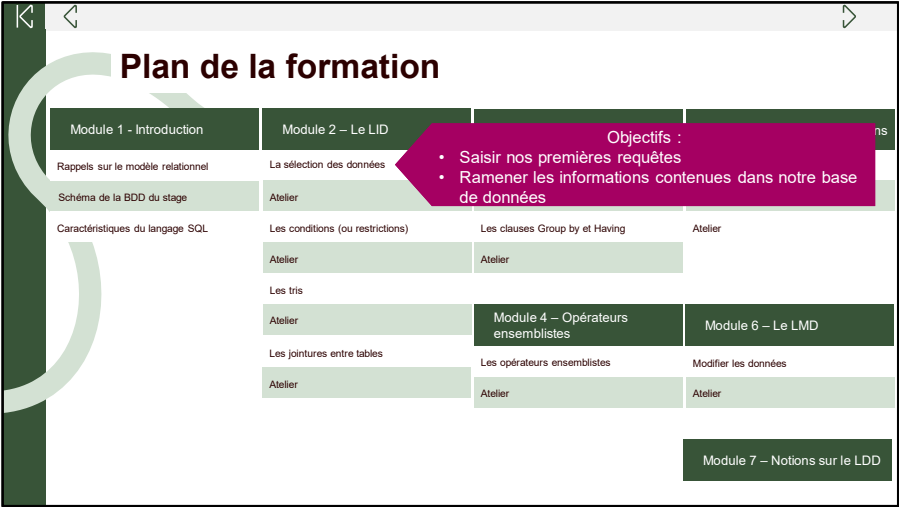 Plan de la formation
Module 1 - Introduction
Rappels sur le modèle relationnel
Schéma de la BDD du stage
Caractéristiques du langage SQL
Module 2 – Le LID
La sélection des données
Atelier
Les conditions (ou restrictions)
Atelier
Les tris
Atelier
Les jointures entre tables
Atelier
Objectifs :
• Saisir nos premières requêtes
• Ramener les informations contenues dans notre base
de données
Les clauses Group by et Having
Atelier
Module 4 – Opérateurs
ensemblistes
Les opérateurs ensemblistes
Atelier
ns
Atelier
Module 6 – Le LMD
Modifier les données
Atelier
Module 7 – Notions sur le LDD